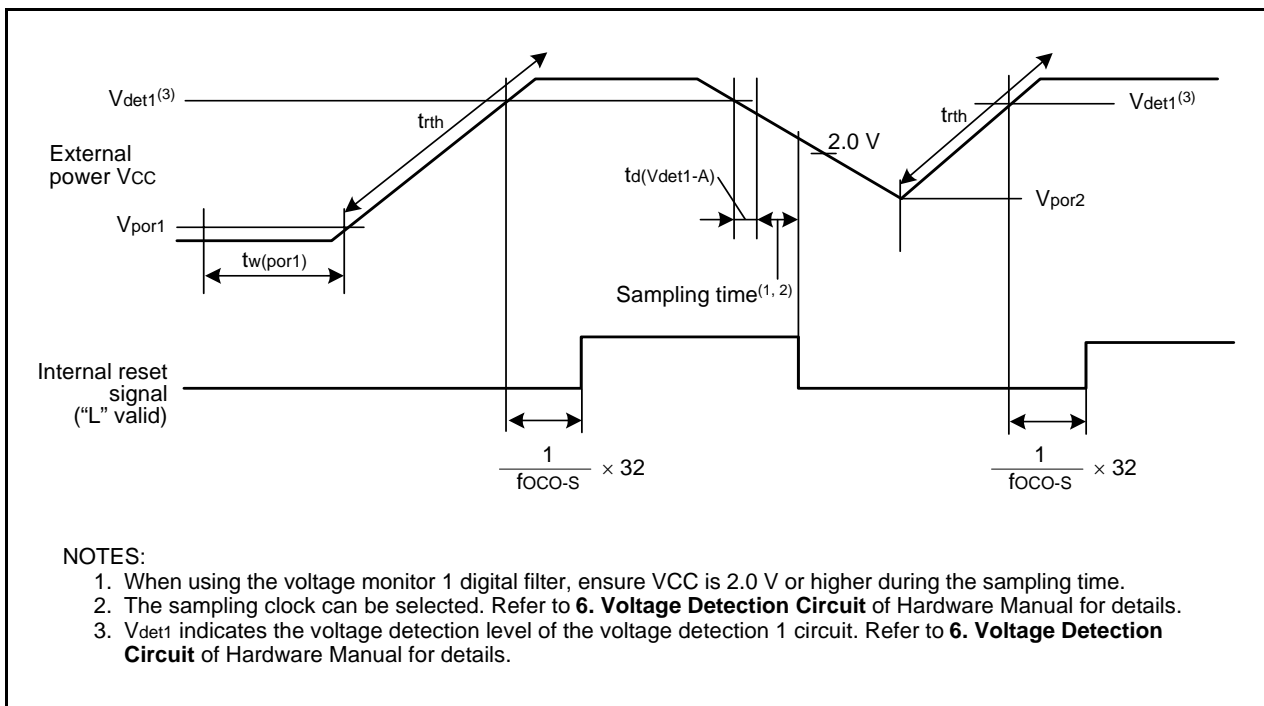 Vdet1(3)
trth
External
power VCC
Vpor1
tw(por1)
td(Vdet1-A)
2.0 V
Sampling time(1, 2)
trth
Vdet1(3)
Vpor2
Internal reset
signal
(“L” valid)
1
fOCO-S
× 32
1
fOCO-S
× 32
NOTES:
1. When using the voltage monitor 1 digital filter, ensure VCC is 2.0 V or higher during the sampling time.
2. The sampling clock can be selected. Refer to 6. Voltage Detection Circuit of Hardware Manual for details.
3. Vdet1 indicates the voltage detection level of the voltage detection 1 circuit. Refer to 6. Voltage Detection
Circuit of Hardware Manual for details.